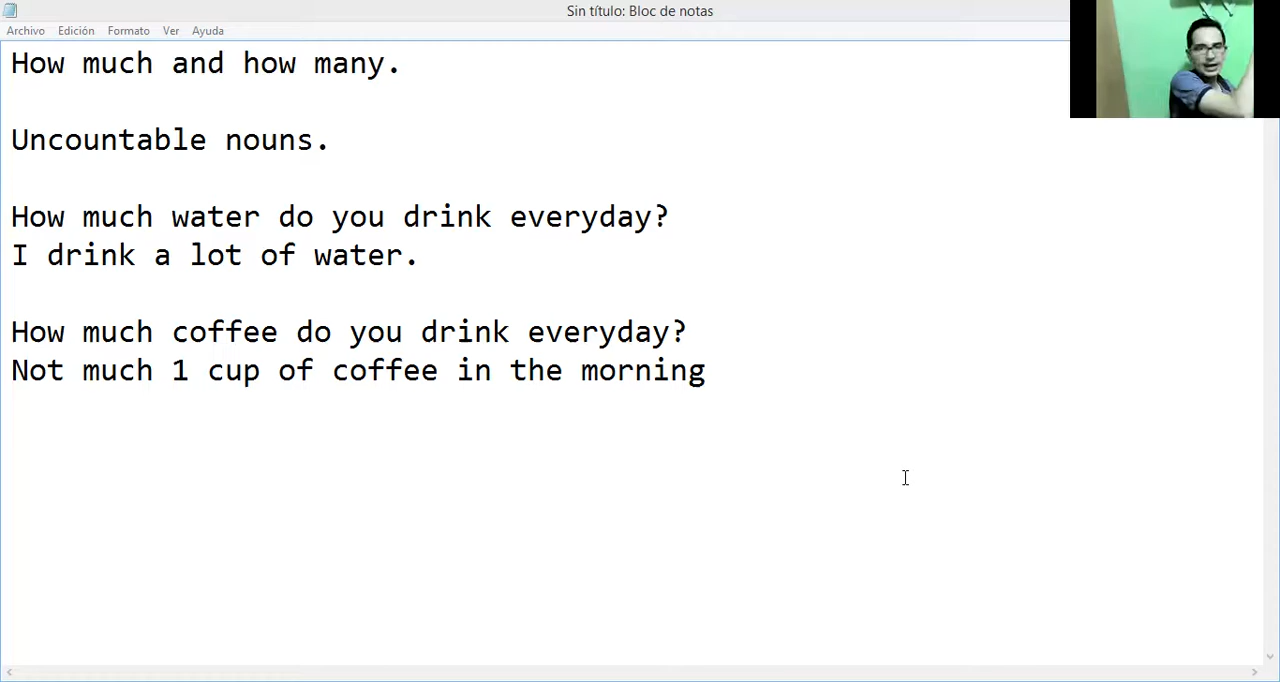 Sin título: Bloc de notas
Archivo Edición Formato Ver Ayuda
How much and how many.
Uncountable nouns.
How much water do you drink everyday?
I drink a lot of water.
How much coffee do you drink everyday?
Not much 1 cup of coffee in the morning